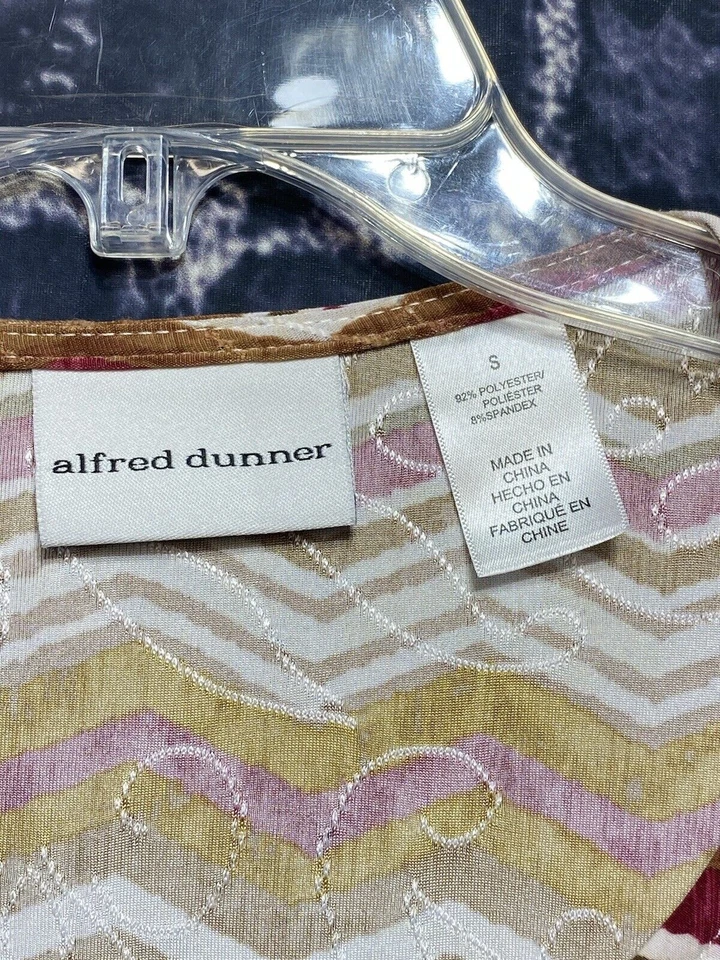 alfred dunner
S
92% POLYESTER/
POLIÉSTER
8%SPANDEX
MADE IN
CHINA
HECHO EN
CHINA
FABRIQUÉ EN
CHINE